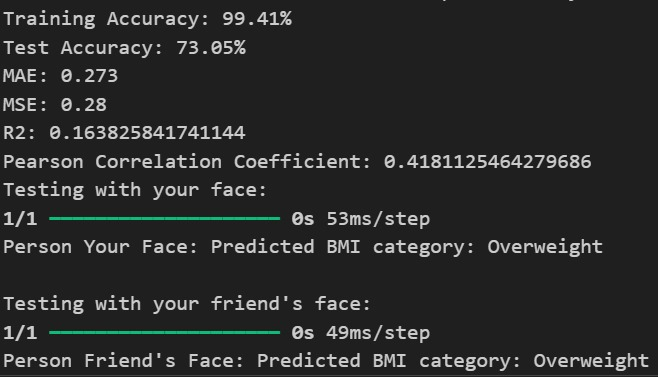 Training Accuracy: 99.41%
Test Accuracy: 73.05%
MAE: 0.273
MSE: 0.28
R2: 0.163825841741144
Pearson Correlation Coefficient: 0.4181125464279686
Testing with your face:
1/1 ━━━━━━━━━━━━━━━━━━━━ 0s 53ms/step
Person Your Face: Predicted BMI category: Overweight
Testing with your friend's face:
1/1 ━━━━━━━━━━━━━━━━━━━━ 0s 49ms/step
Person Friend's Face: Predicted BMI category: Overweight